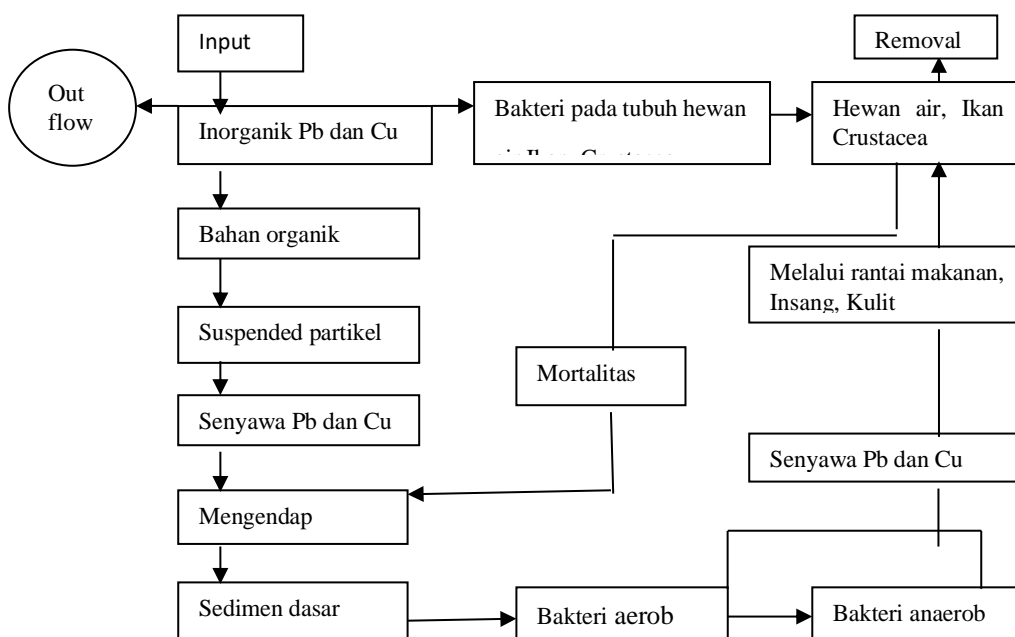 Input
Removal
Out
flow
Inorganik Pb dan Cu
Bakteri pada tubuh hewan
Hewan air, Ikan
Crustacea
Bahan organik
Melalui rantai makanan,
Insang, Kulit
Suspended partikel
Mortalitas
Senyawa Pb dan Cu
Senyawa Pb dan Cu
Mengendap
Sedimen dasar
Bakteri aerob
Bakteri anaerob